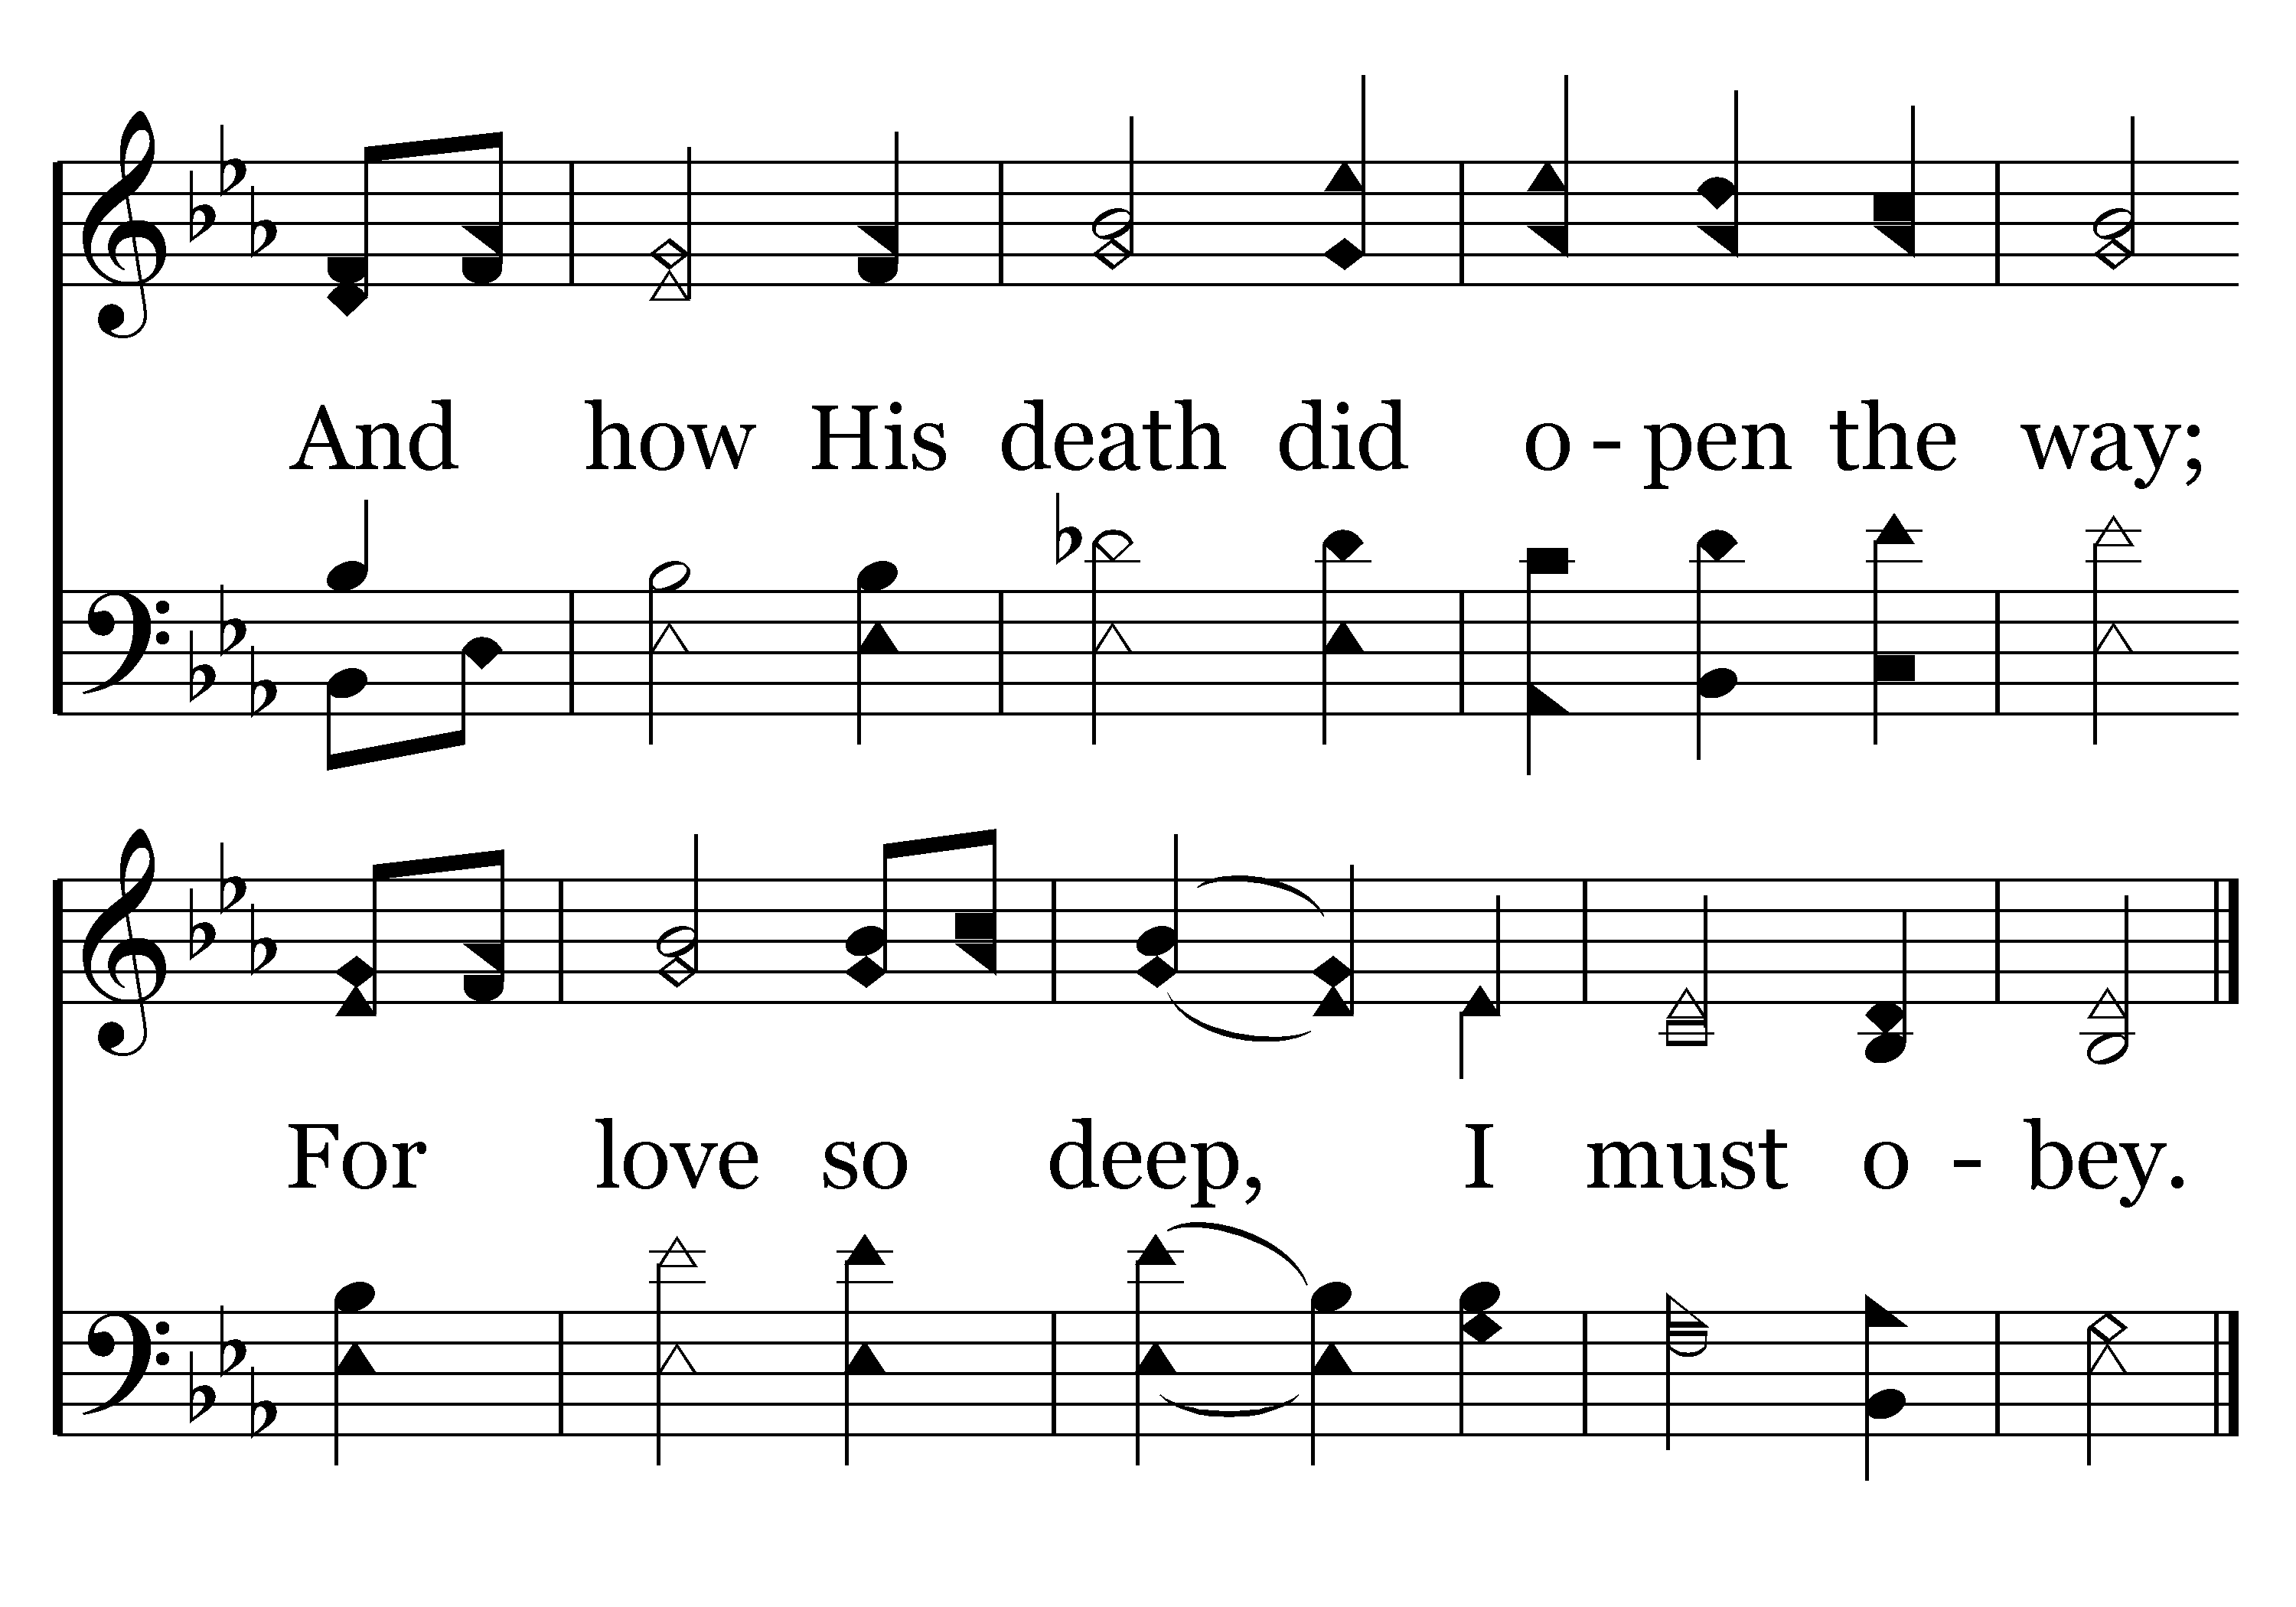 And how His death did o - pen the way;
For love so deep, I must o - bey.